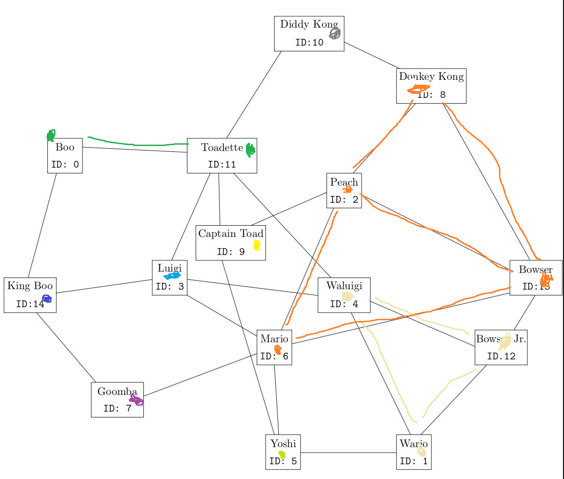 Diddy Kong
ID:10
Donkey Kong
ID: 8
Boo
ID: 0
Toadette
ID:11
Peach
ID: 2
Captain Toad
ID: 9
King Boo
ID:14
Luigi
ID: 3
Waluigi
ID: 4
Bowser
ID:13
Mario
ID: 6
Bowser Jr.
ID:12
Goomba
ID: 7
Yoshi
ID: 5
Wario
ID: 1